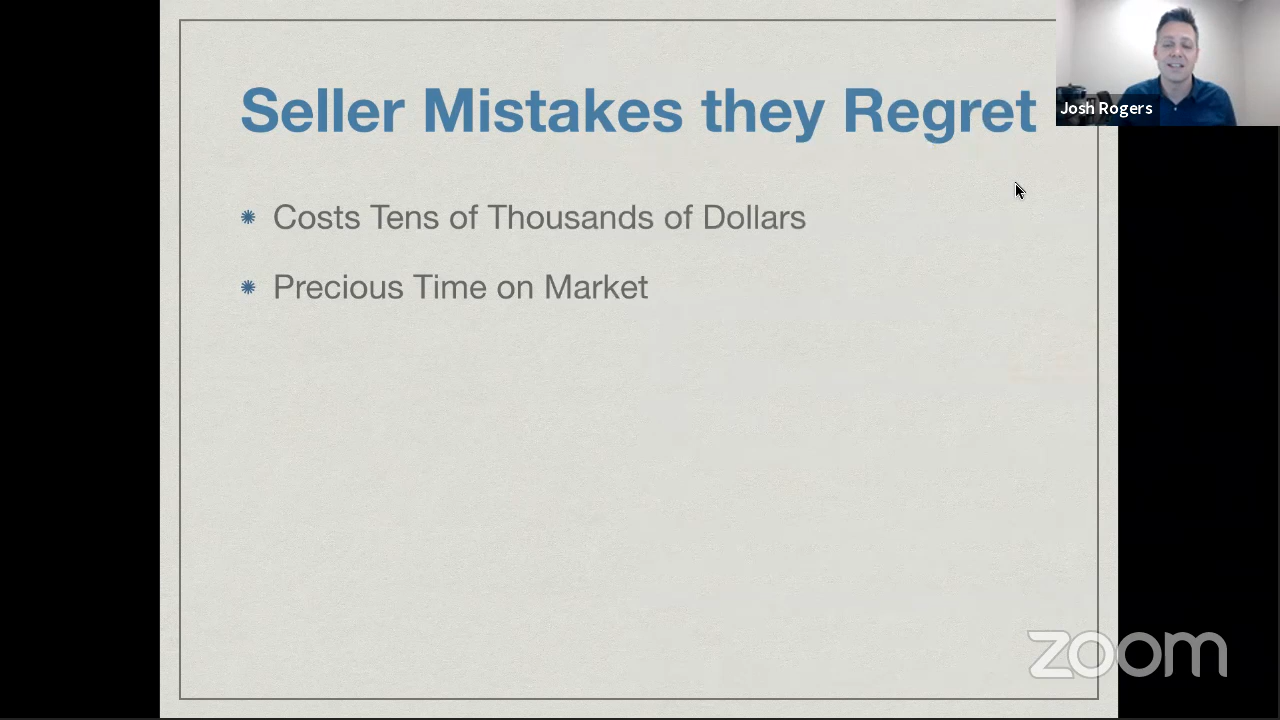 Seller Mistakes they Regret
Josh Rogers
Costs Tens of Thousands of Dollars
Precious Time on Market
zoom